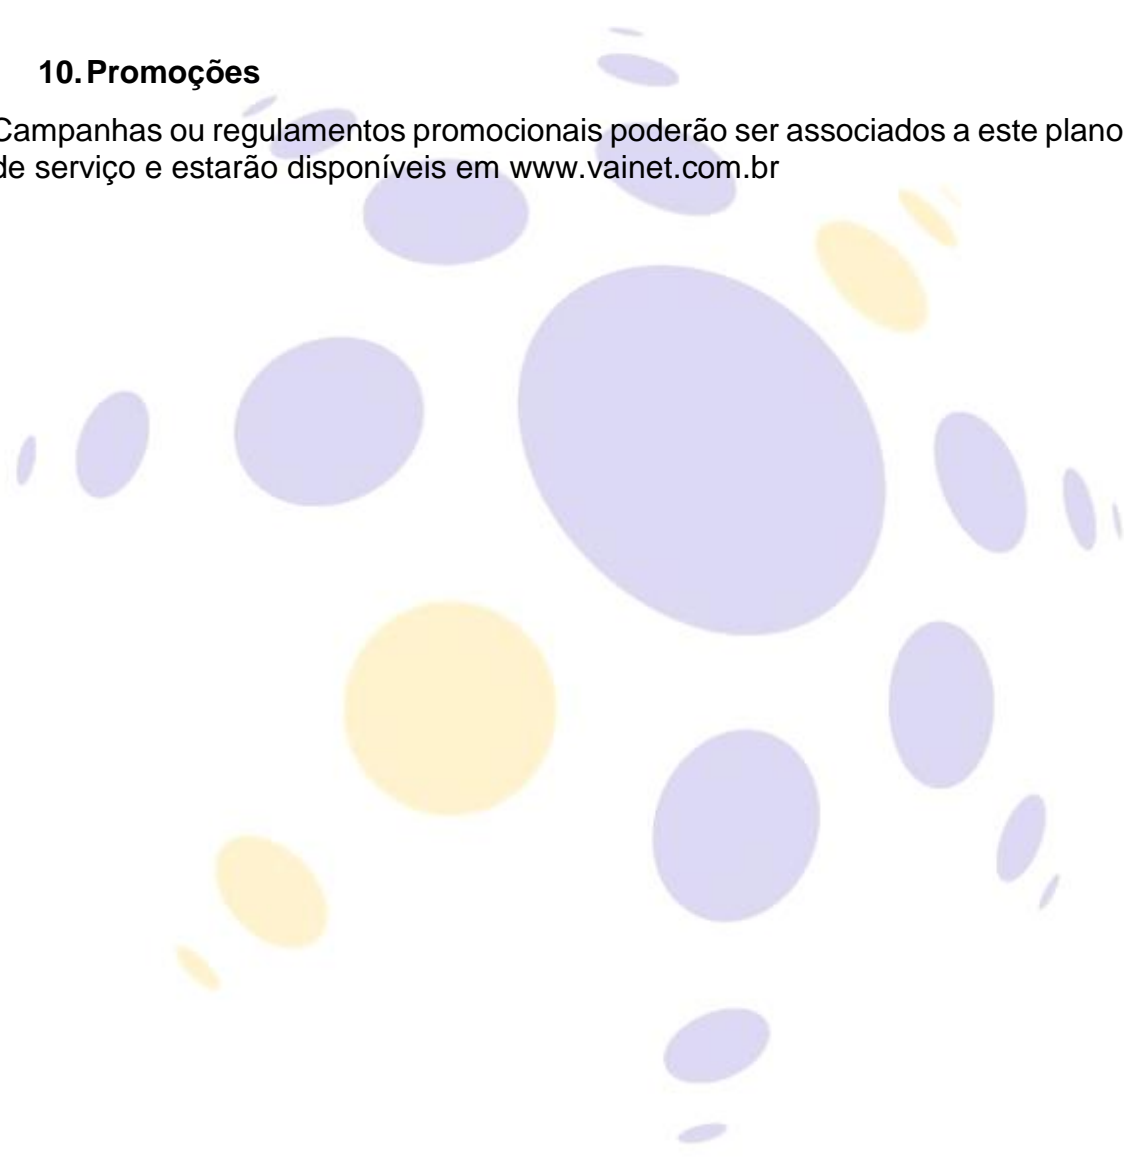 10. Promoções
Campanhas ou regulamentos promocionais poderão ser associados a este plano
de serviço e estarão disponíveis em www.vainet.com.br